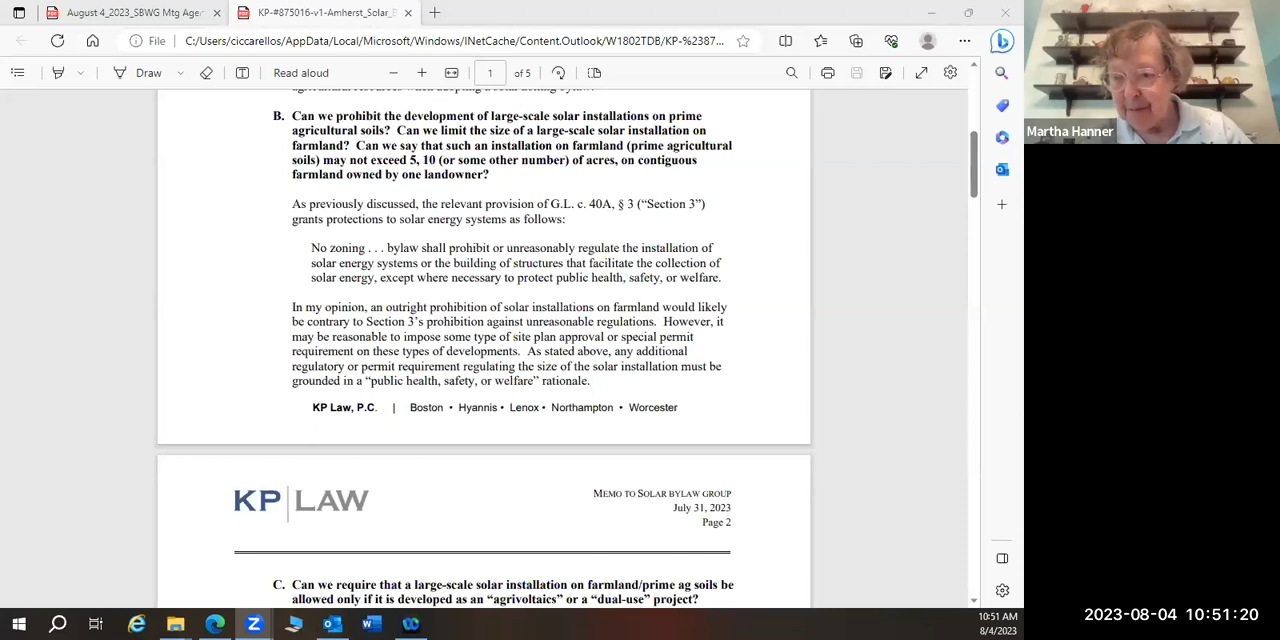 August 4_2023_SBWG Mtg Age
KP-#875016-v1-Amherst_Solar_B
File
C:/Users/ciccarellos/AppData/Local/Microsoft/Windows/INetCache/Content.Outlook/W1802TDB/KP-%2387...
Draw
Read aloud
1 of 5
B. Can we prohibit the development of large-scale solar installations on prime
agricultural soils? Can we limit the size of a large-scale solar installation on
farmland? Can we say that such an installation on farmland (prime agricultural
soils) may not exceed 5, 10 (or some other number) of acres, on contiguous
farmland owned by one landowner?
As previously discussed, the relevant provision of G.L. c. 40A, § 3 (“Section 3”)
grants protections to solar energy systems as follows:
No zoning . . . bylaw shall prohibit or unreasonably regulate the installation of
solar energy systems or the building of structures that facilitate the collection of
solar energy, except where necessary to protect public health, safety, or welfare.
In my opinion, an outright prohibition of solar installations on farmland would likely
be contrary to Section 3’s prohibition against unreasonable regulations. However, it
may be reasonable to impose some type of site plan approval or special permit
requirement on these types of developments. As stated above, any additional
regulatory or permit requirement regulating the size of the solar installation must be
grounded in a “public health, safety, or welfare” rationale.
KP Law, P.C. | Boston • Hyannis • Lenox • Northampton • Worcester
KP LAW
MEMO TO SOLAR BYLAW GROUP
July 31, 2023
Page 2
C. Can we require that a large-scale solar installation on farmland/prime ag soils be
allowed only if it is developed as an “agrivoltaics” or a “dual-use” project?
Martha Hanner
10:51 AM
8/4/2023
2023-08-04 10:51:20